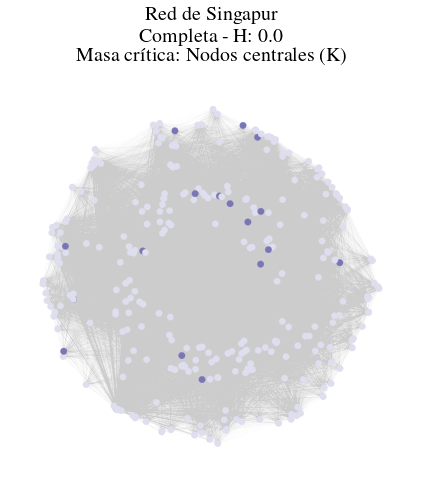 Red de Singapur
Completa - H: 0.0
Masa crítica: Nodos centrales (K)